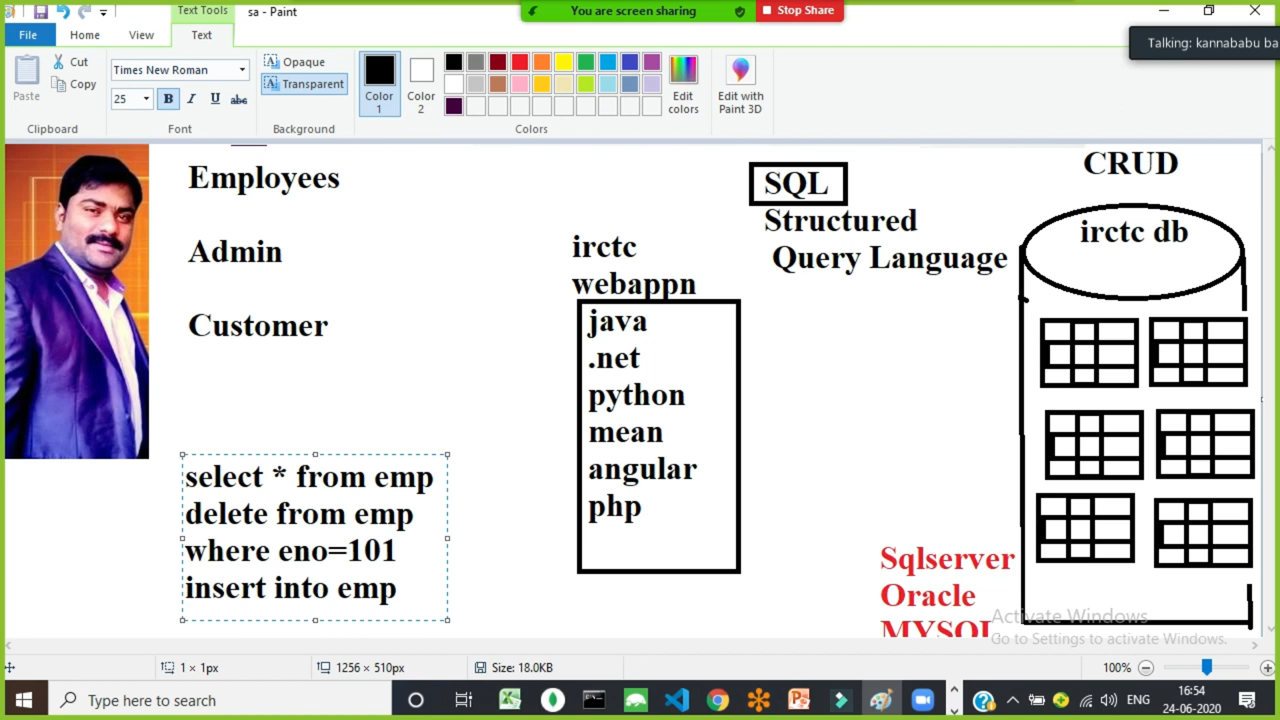 Text Tools
sa - Paint
You are screen sharing
Stop Share
File
Home
View
Text
Talking: kannababu ba
Paste
Cut
Copy
Clipboard
Times New Roman
25
B I U abc
Font
Opaque
Transparent
Background
Color 1
Color 2
Edit colors
Edit with Paint 3D
Colors
Employees
Admin
Customer
select * from emp
delete from emp
where eno=101
insert into emp
irctc
webappn
java
.net
python
mean
angular
php
SQL
Structured
Query Language
CRUD
irctc db
Sqlserver
Oracle
MYSQL
Activate Windows
Go to Settings to activate Windows.
1 × 1px
1256 × 510px
Size: 18.0KB
100%
Type here to search
ENG
16:54
24-06-2020